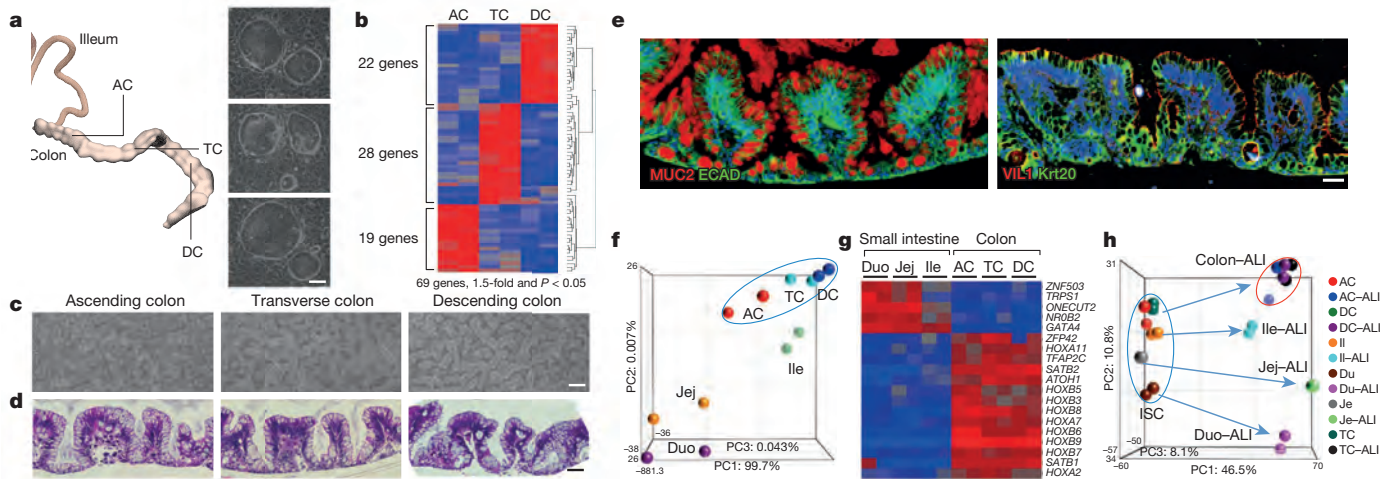 a
Illeum
AC
Colon
TC
DC
b
AC TC DC
22 genes
28 genes
19 genes
69 genes, 1.5-fold and P < 0.05
c
Ascending colon
Transverse colon
Descending colon
d
e
MUC2 ECAD
VIL1 Krt20
f
26
PC2: 0.007%
TC
DC
AC
Ile
Jej
Duo
−36
PC3: 0.043%
PC1: 99.7%
−38
26
−881.3
g
Small intestine Colon
Duo Jej Ile AC TC DC
ZNF503
TRPS1
ONECUT2
NR0B2
GATA4
ZFP42
HOXA11
TFAP2C
SATB2
ATOH1
HOXB5
HOXB3
HOXB8
HOXA7
HOXB6
HOXB9
HOXB7
SATB1
HOXA2
h
31
PC2: 10.8%
Colon–ALI
Ile–ALI
Jej–ALI
ISC
Duo–ALI
−50
PC3: 8.1%
−57
34
−60
PC1: 46.5%
70
AC
AC–ALI
DC
DC–ALI
Il
Il–ALI
Du
Du–ALI
Je
Je–ALI
TC
TC–ALI